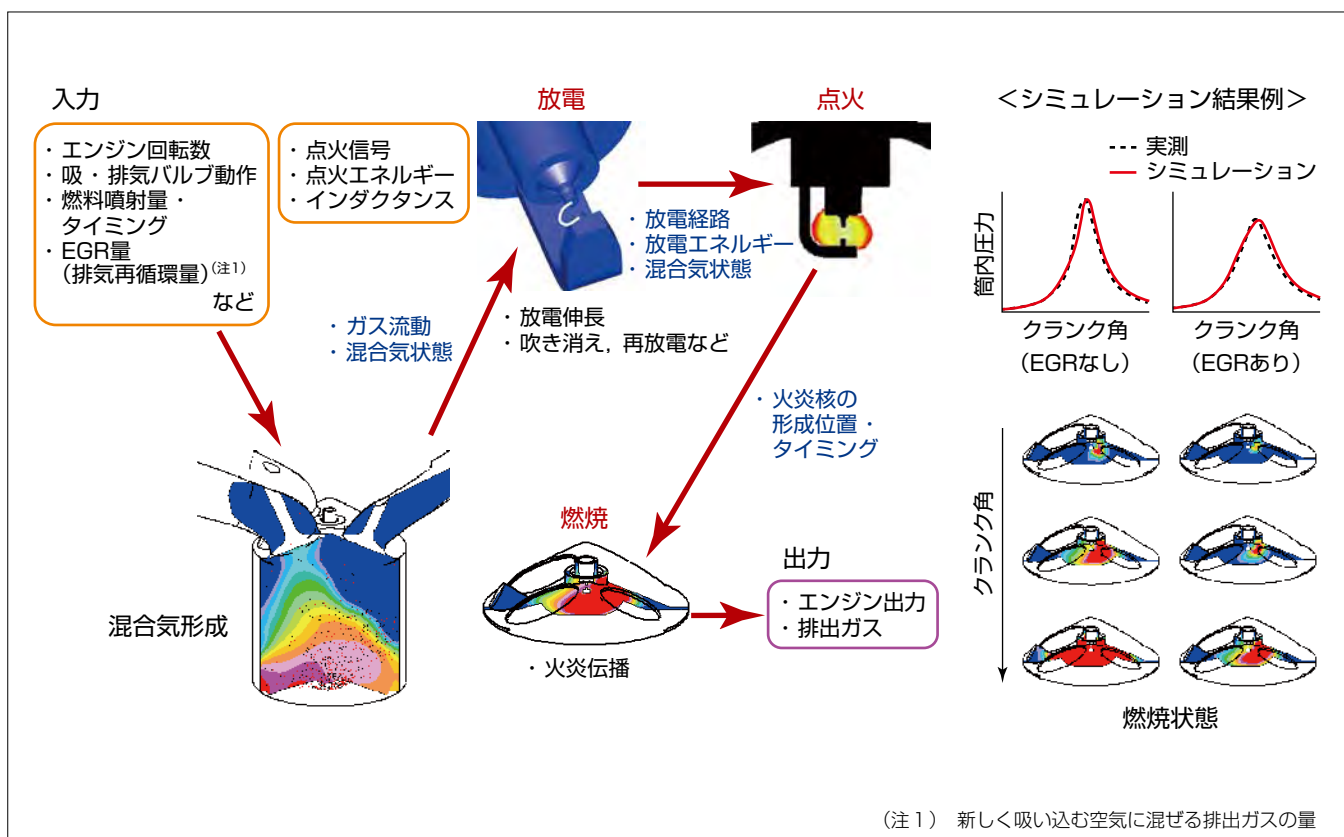 入力
・エンジン回転数
・吸・排気バルブ動作
・燃料噴射量・
タイミング
・EGR量
(排気再循環量)(注1)
など
・点火信号
・点火エネルギー
・インダクタンス
放電
点火
・放電経路
・放電エネルギー
・混合気状態
・ガス流動
・混合気状態
・放電伸長
・吹き消え,再放電など
・火炎核の
形成位置・
タイミング
混合気形成
燃焼
・火炎伝播
出力
・エンジン出力
・排出ガス
＜シミュレーション結果例＞
実測
シミュレーション
筒内圧力
クランク角
(EGRなし)
クランク角
(EGRあり)
クランク角
燃焼状態
(注1) 新しく吸い込む空気に混ぜる排出ガスの量